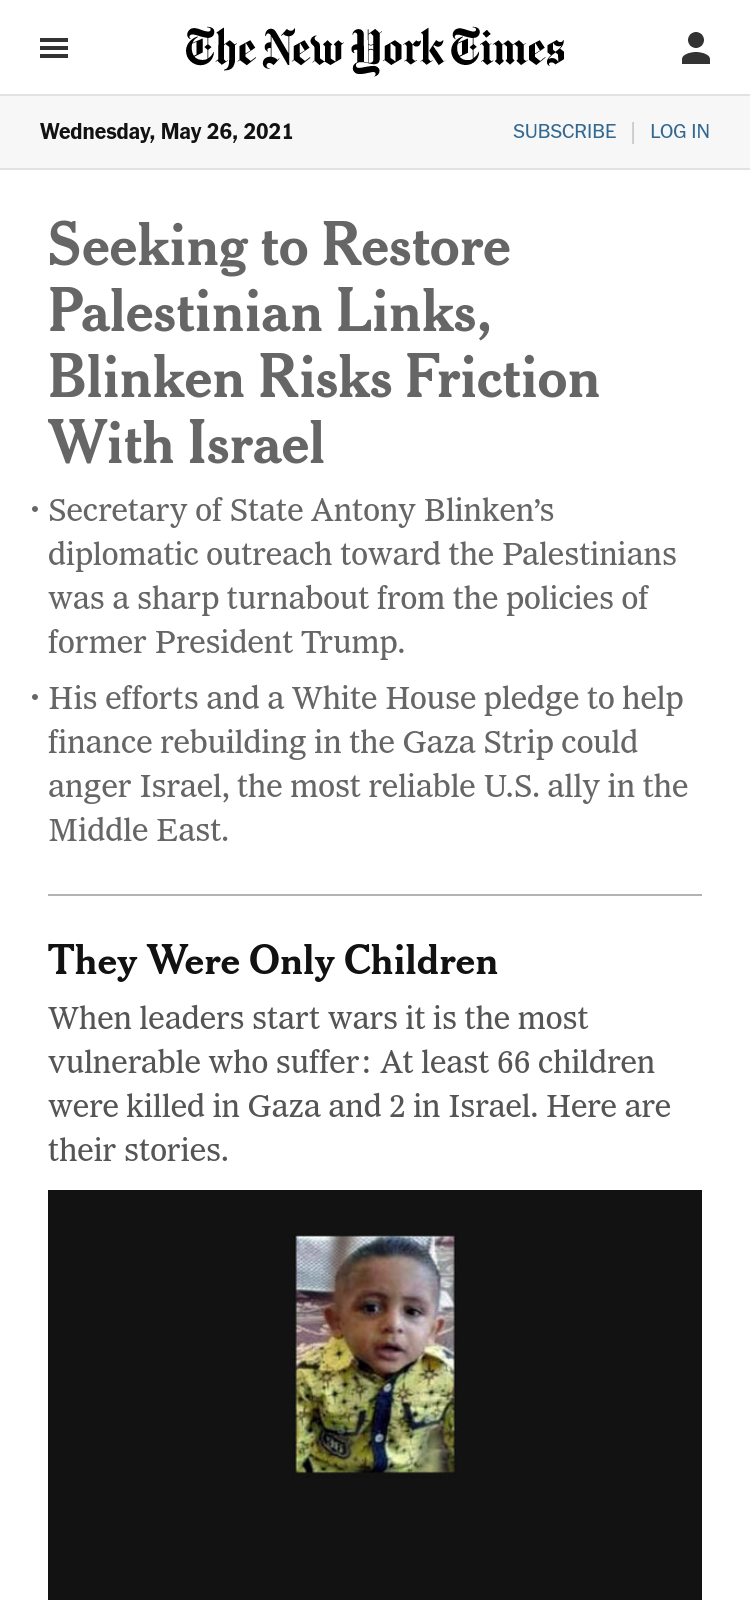 The New York Times
Wednesday, May 26, 2021
SUBSCRIBE | LOG IN
Seeking to Restore
Palestinian Links,
Blinken Risks Friction
With Israel
• Secretary of State Antony Blinken’s
diplomatic outreach toward the Palestinians
was a sharp turnabout from the policies of
former President Trump.
• His efforts and a White House pledge to help
finance rebuilding in the Gaza Strip could
anger Israel, the most reliable U.S. ally in the
Middle East.
They Were Only Children
When leaders start wars it is the most
vulnerable who suffer: At least 66 children
were killed in Gaza and 2 in Israel. Here are
their stories.